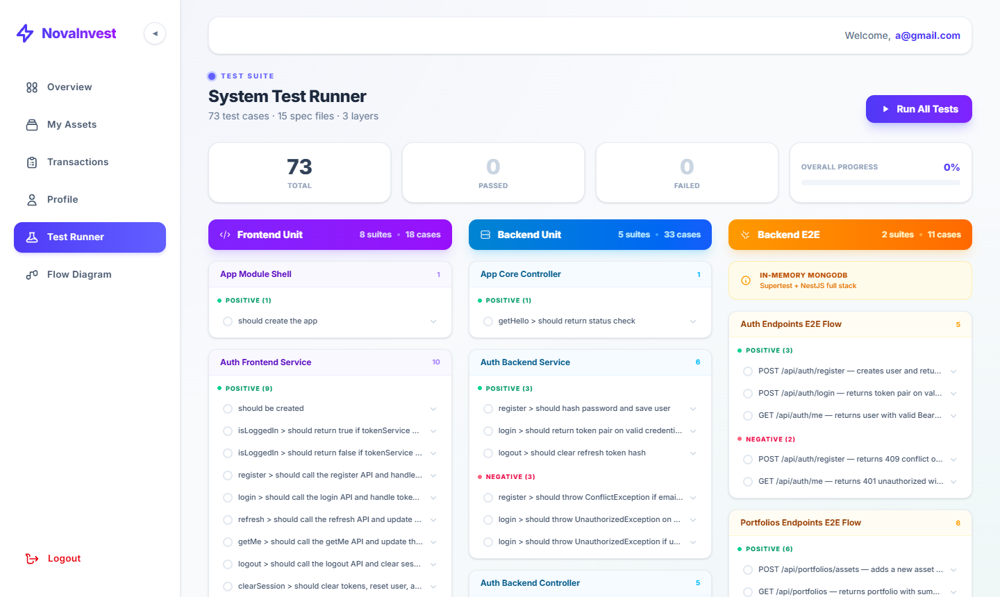 NovaInvest
Overview
My Assets
Transactions
Profile
Test Runner
Flow Diagram
Logout
Welcome, a@gmail.com
TEST SUITE
System Test Runner
73 test cases · 15 spec files · 3 layers
Run All Tests
73
TOTAL
0
PASSED
0
FAILED
OVERALL PROGRESS 0%
Frontend Unit 8 suites • 18 cases
App Module Shell 1
POSITIVE (1)
should create the app
Auth Frontend Service 10
POSITIVE (9)
should be created
isLoggedIn > should return true if tokenService ...
isLoggedIn > should return false if tokenService ...
register > should call the register API and handle...
login > should call the login API and handle toke...
refresh > should call the refresh API and update ...
getMe > should call the getMe API and update th...
logout > should call the logout API and clear ses...
clearSession > should clear tokens, reset user, a...
Backend Unit 5 suites • 33 cases
App Core Controller 1
POSITIVE (1)
getHello > should return status check
Auth Backend Service 6
POSITIVE (3)
register > should hash password and save user
login > should return token pair on valid credenti...
logout > should clear refresh token hash
NEGATIVE (3)
register > should throw ConflictException if emai...
login > should throw UnauthorizedException on ...
login > should throw UnauthorizedException if u...
Auth Backend Controller 5
Backend E2E 2 suites • 11 cases
IN-MEMORY MONGODB
Supertest + NestJS full stack
Auth Endpoints E2E Flow 5
POSITIVE (3)
POST /api/auth/register — creates user and retu...
POST /api/auth/login — returns token pair on val...
GET /api/auth/me — returns user with valid Bear...
NEGATIVE (2)
POST /api/auth/register — returns 409 conflict o...
GET /api/auth/me — returns 401 unauthorized wi...
Portfolios Endpoints E2E Flow 6
POSITIVE (6)
POST /api/portfolios/assets — adds a new asset ...
GET /api/portfolios — returns portfolio with sum...